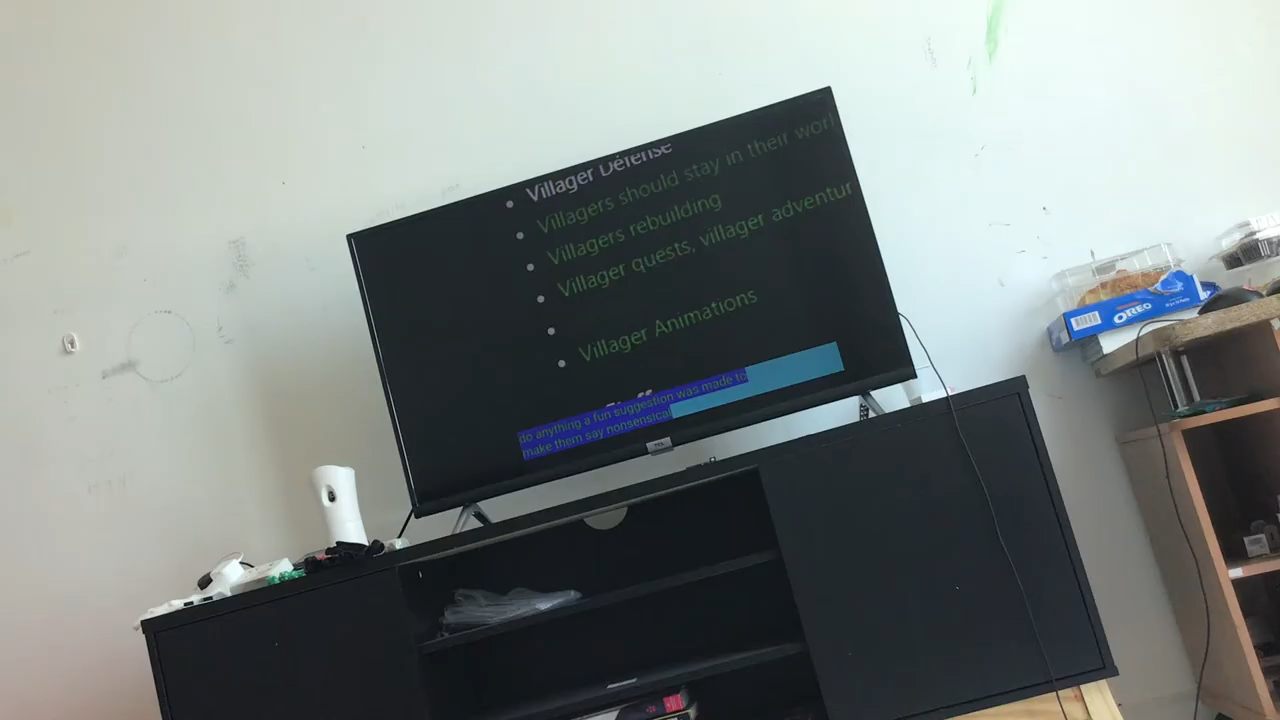 Villager Defense
Villagers should stay in their worl
Villagers rebuilding
Villager quests, villager adventur
Villager Animations
do anything a fun suggestion was made to
make them say nonsensical
TCL
OREO